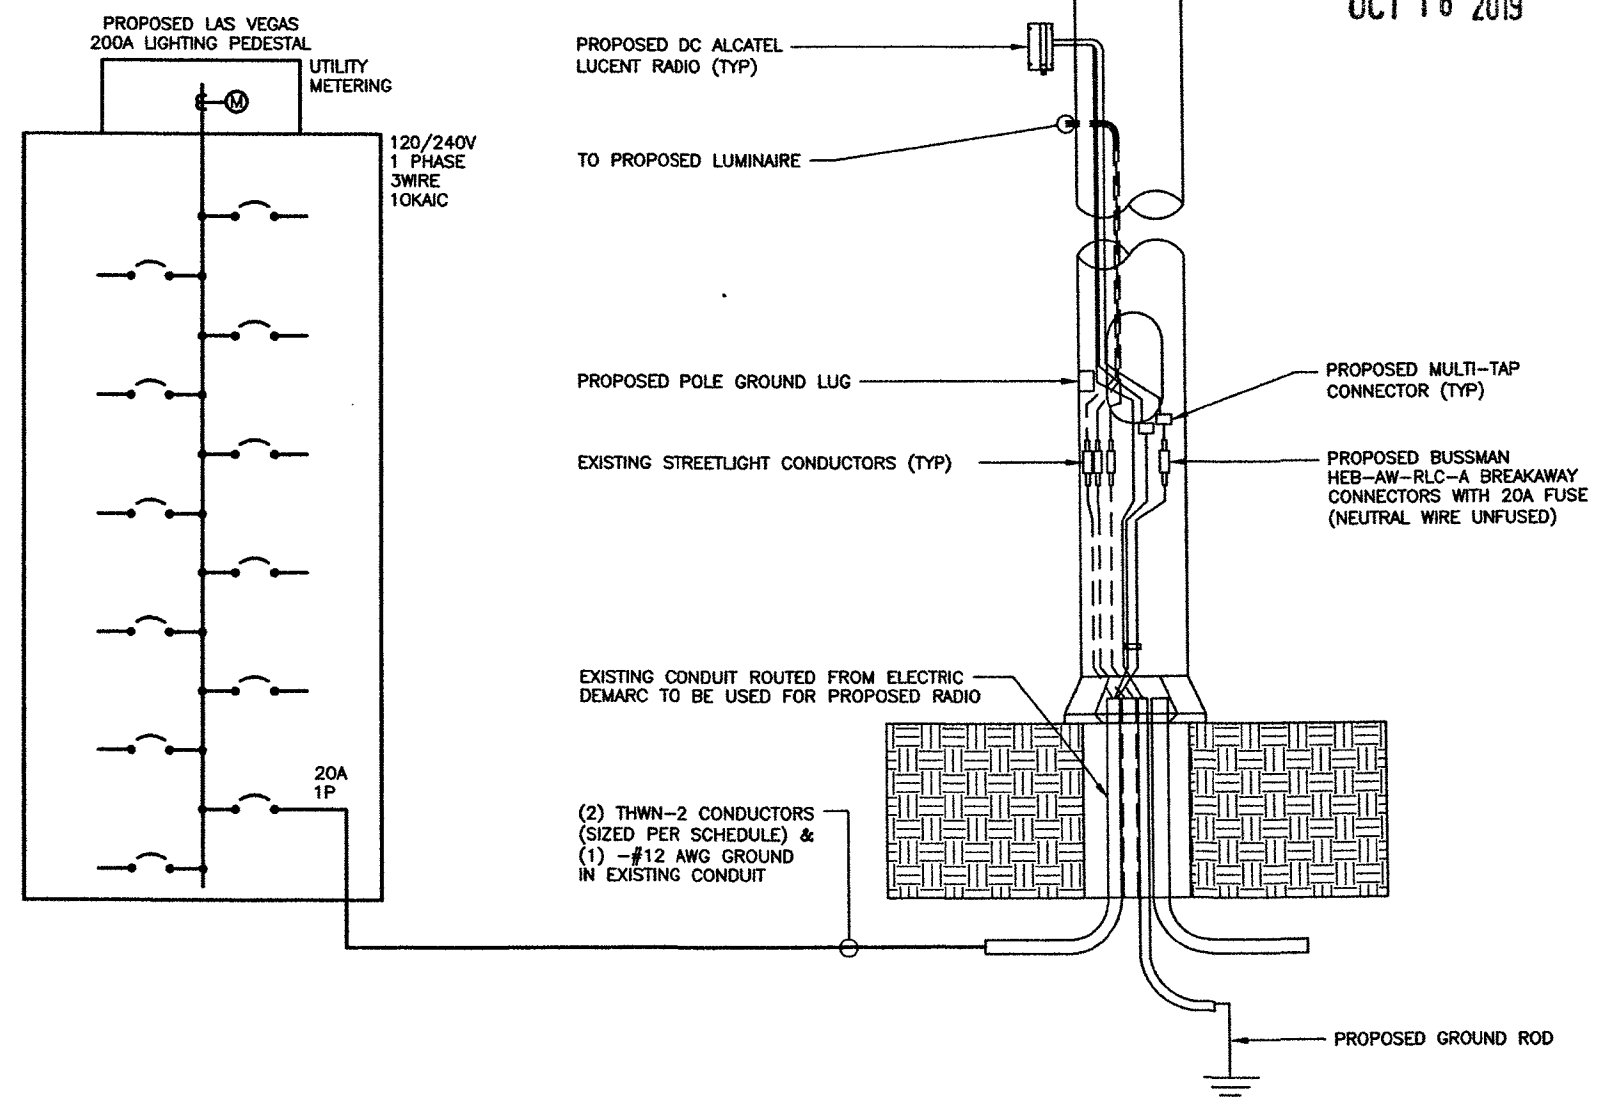 OCT 16 2019
PROPOSED LAS VEGAS
200A LIGHTING PEDESTAL
UTILITY
METERING
M
120/240V
1 PHASE
3WIRE
10KAIC
20A
1P
PROPOSED DC ALCATEL
LUCENT RADIO (TYP)
TO PROPOSED LUMINAIRE
PROPOSED POLE GROUND LUG
EXISTING STREETLIGHT CONDUCTORS (TYP)
PROPOSED MULTI-TAP
CONNECTOR (TYP)
PROPOSED BUSSMAN
HEB-AW-RLC-A BREAKAWAY
CONNECTORS WITH 20A FUSE
(NEUTRAL WIRE UNFUSED)
EXISTING CONDUIT ROUTED FROM ELECTRIC
DEMARC TO BE USED FOR PROPOSED RADIO
(2) THWN-2 CONDUCTORS
(SIZED PER SCHEDULE) &
(1) -#12 AWG GROUND
IN EXISTING CONDUIT
PROPOSED GROUND ROD